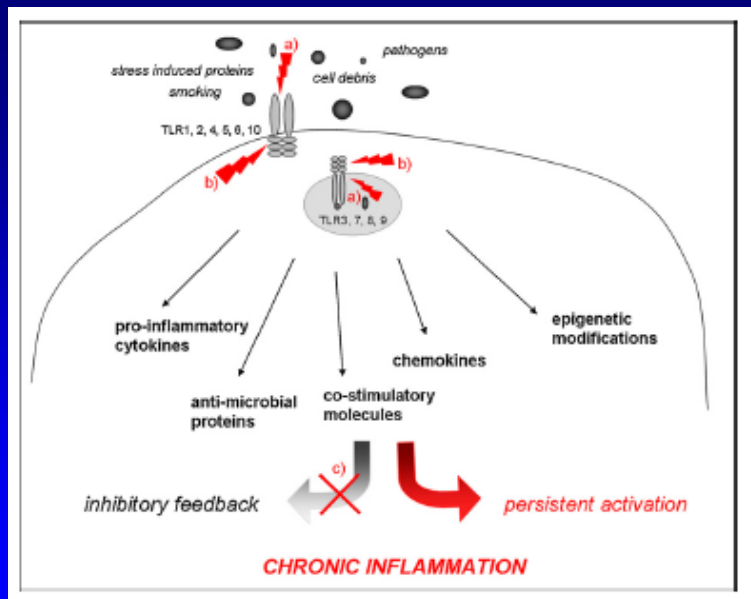 a)
pathogens
stress induced proteins
cell debris
smoking
TLR1, 2, 4, 5, 6, 10
b)
b)
a)
TLR3, 7, 8, 9
pro-inflammatory
cytokines
epigenetic
modifications
chemokines
anti-microbial
proteins
co-stimulatory
molecules
c)
inhibitory feedback
persistent activation
CHRONIC INFLAMMATION